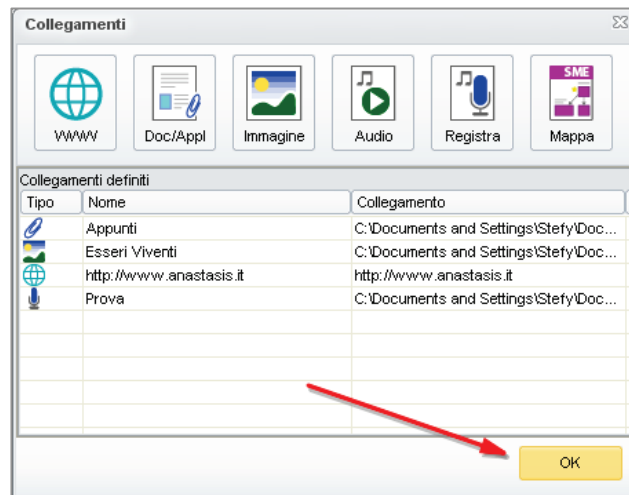 Collegamenti
SME
WWW Doc/Appl Immagine Audio Registra Mappa
Collegamenti definiti
Tipo Nome Collegamento
Appunti C:\Documents and Settings\Stefy\Doc...
Esseri Viventi C:\Documents and Settings\Stefy\Doc...
http://www.anastasis.it http://www.anastasis.it
Prova C:\Documents and Settings\Stefy\Doc...
OK